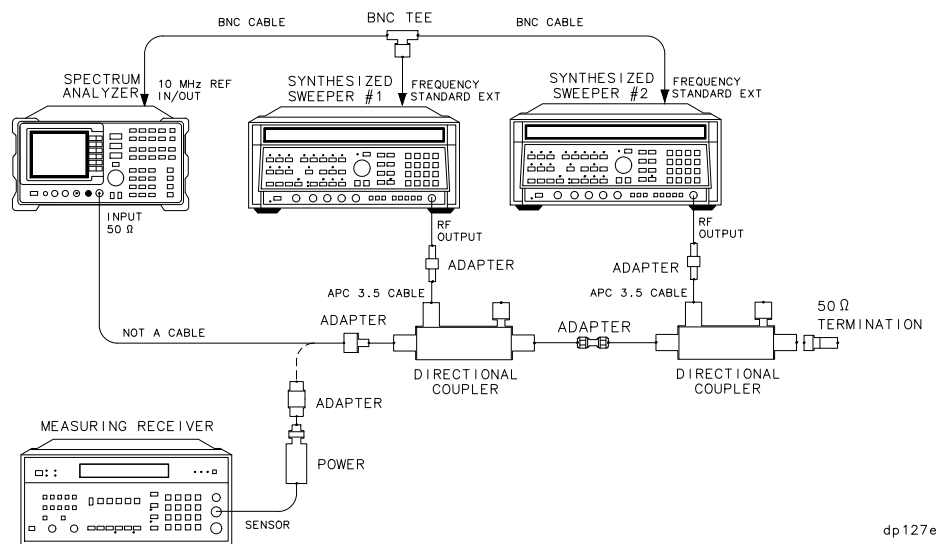 BNC CABLE
BNC TEE
BNC CABLE
SPECTRUM
ANALYZER
10 MHz REF
IN/OUT
SYNTHESIZED
SWEEPER #1
FREQUENCY
STANDARD EXT
SYNTHESIZED
SWEEPER #2
FREQUENCY
STANDARD EXT
INPUT
50 Ω
RF
OUTPUT
RF
OUTPUT
ADAPTER
ADAPTER
APC 3.5 CABLE
APC 3.5 CABLE
50 Ω
TERMINATION
NOT A CABLE
ADAPTER
ADAPTER
DIRECTIONAL
COUPLER
DIRECTIONAL
COUPLER
ADAPTER
MEASURING RECEIVER
POWER
SENSOR
dp127e